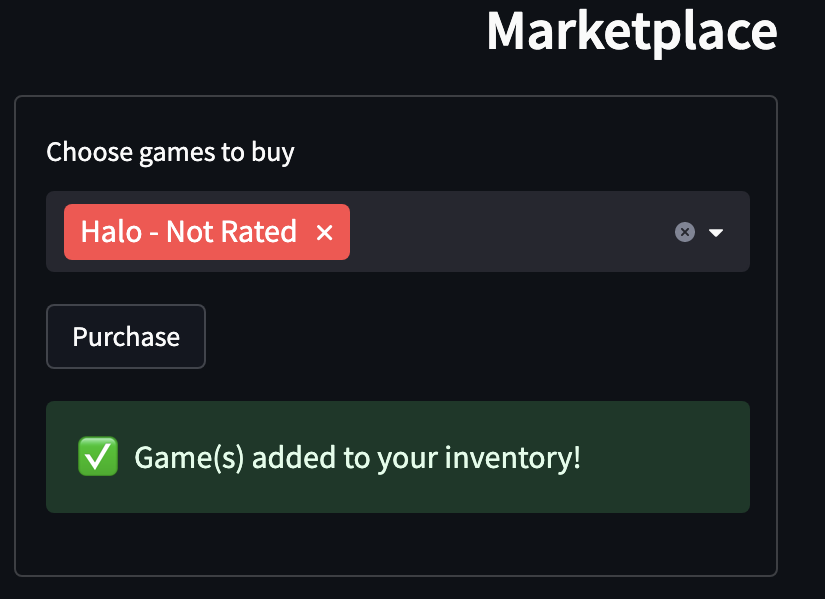 Marketplace
Choose games to buy
Halo - Not Rated ×
Purchase
✅ Game(s) added to your inventory!